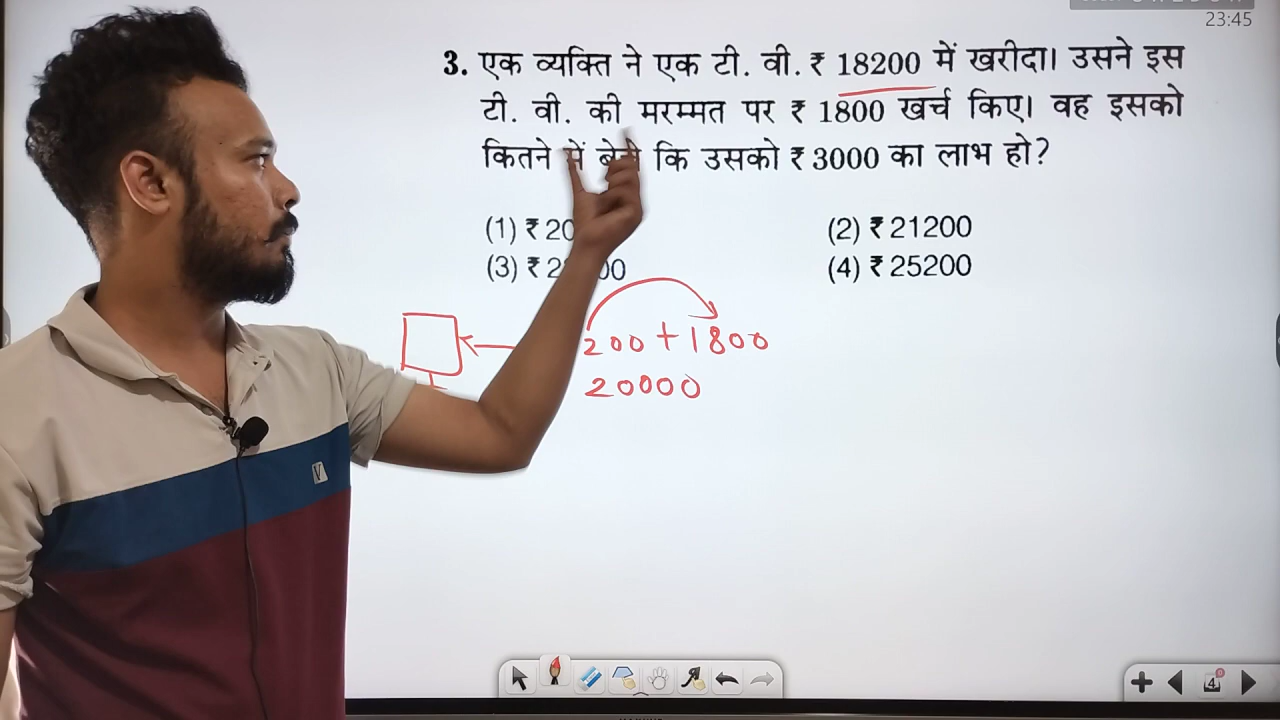 23:45
3. एक व्यक्ति ने एक टी. वी. ₹ 18200 में खरीदा। उसने इस
टी. वी. की मरम्मत पर ₹ 1800 खर्च किए। वह इसको
कितने में कि उसको ₹ 3000 का लाभ हो?
(1) ₹ 20
(2) ₹ 21200
(3) ₹ 2
(4) ₹ 25200
200 + 1800
20000
V
4